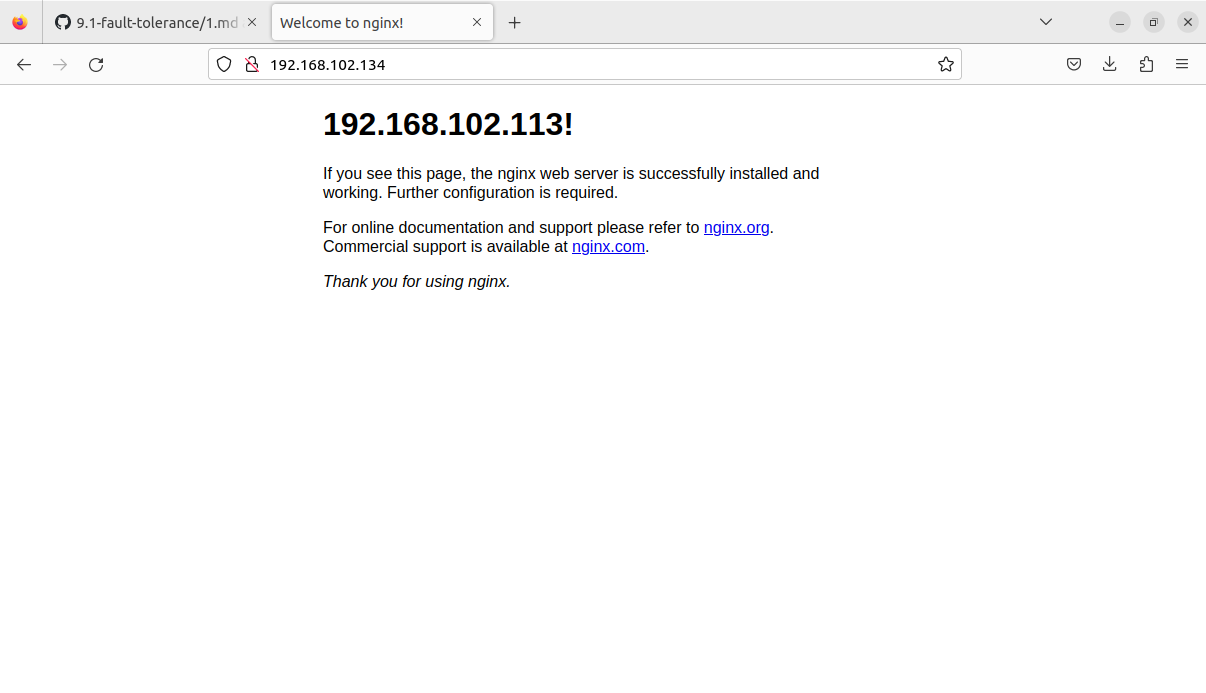 9.1-fault-tolerance/1.md
Welcome to nginx!
192.168.102.134
192.168.102.113!
If you see this page, the nginx web server is successfully installed and
working. Further configuration is required.
For online documentation and support please refer to nginx.org.
Commercial support is available at nginx.com.
Thank you for using nginx.